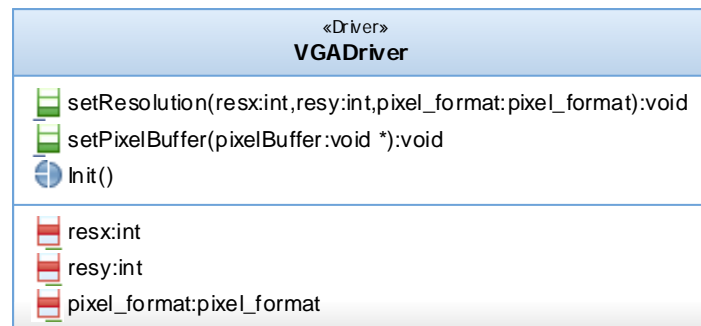 «Driver»
VGADriver
setResolution(resx:int,resy:int,pixel_format:pixel_format):void
setPixelBuffer(pixelBuffer:void *):void
Init()
resx:int
resy:int
pixel_format:pixel_format